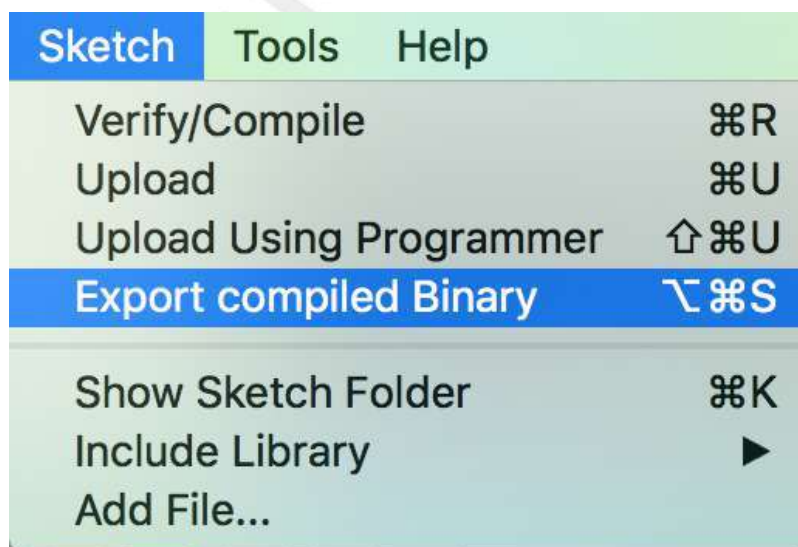 Sketch Tools Help
Verify/Compile ⌘R
Upload ⌘U
Upload Using Programmer ⇧⌘U
Export compiled Binary ⌥⌘S
Show Sketch Folder ⌘K
Include Library ▶
Add File...